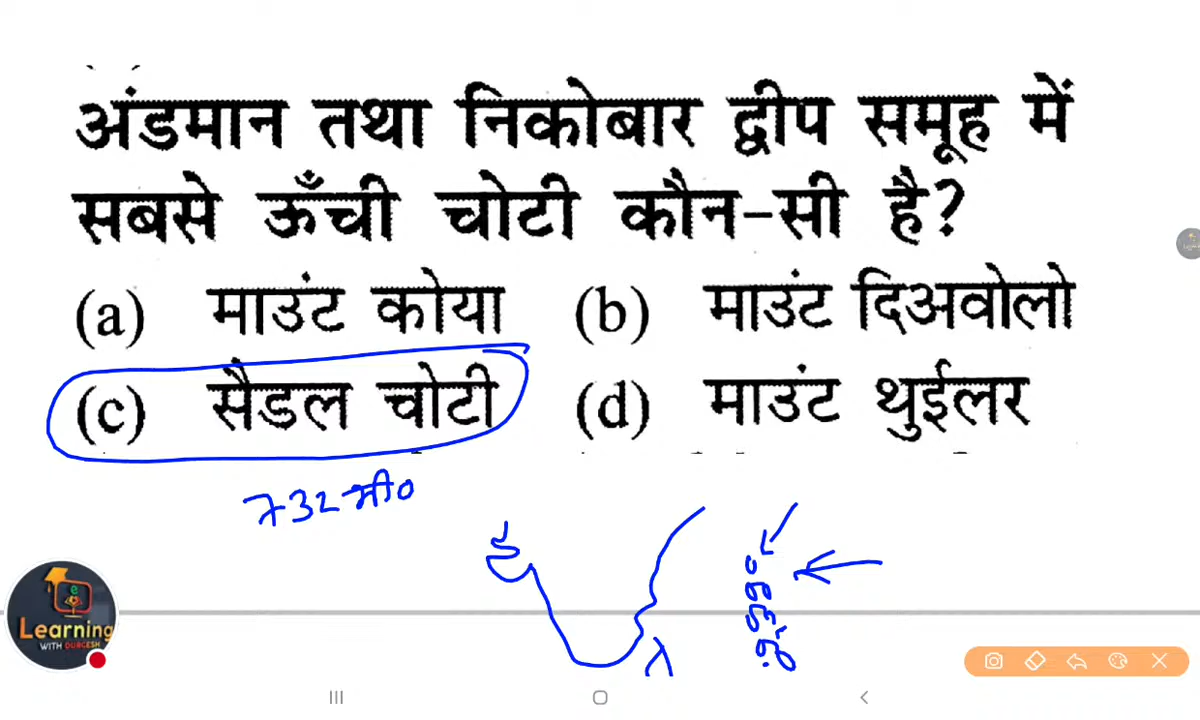 अंडमान तथा निकोबार द्वीप समूह में
सबसे ऊँची चोटी कौन-सी है?
(a) माउंट कोया (b) माउंट दिअवोलो
(c) सैडल चोटी (d) माउंट थुईलर
732 मी०
e
Learning
WITH DURGESH